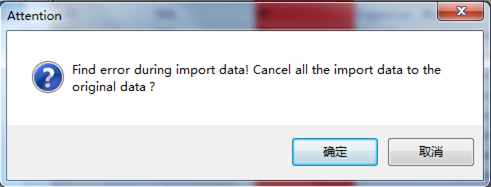 Attention
Find error during import data! Cancel all the import data to the
original data ?
确定
取消